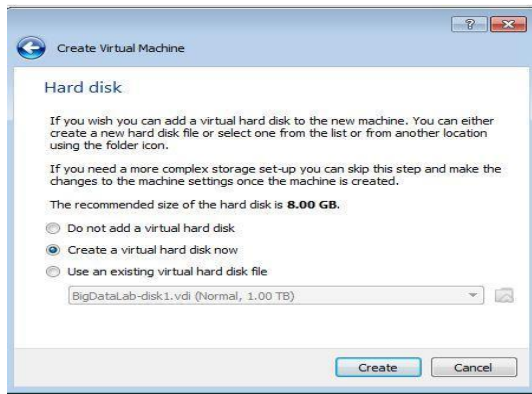 Create Virtual Machine
Hard disk
If you wish you can add a virtual hard disk to the new machine. You can either
create a new hard disk file or select one from the list or from another location
using the folder icon.
If you need a more complex storage set-up you can skip this step and make the
changes to the machine settings once the machine is created.
The recommended size of the hard disk is 8.00 GB.
Do not add a virtual hard disk
Create a virtual hard disk now
Use an existing virtual hard disk file
BigDataLab-disk1.vdi (Normal, 1.00 TB)
Create Cancel